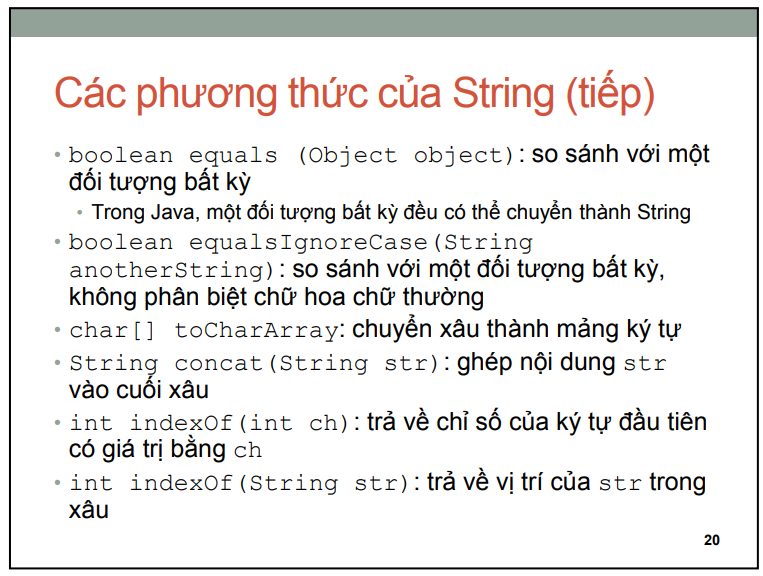 Các phương thức của String (tiếp)
• boolean equals (Object object): so sánh với một
đối tượng bất kỳ
• Trong Java, một đối tượng bất kỳ đều có thể chuyển thành String
• boolean equalsIgnoreCase(String
anotherString): so sánh với một đối tượng bất kỳ,
không phân biệt chữ hoa chữ thường
• char[] toCharArray: chuyển xâu thành mảng ký tự
• String concat(String str): ghép nội dung str
vào cuối xâu
• int indexOf(int ch): trả về chỉ số của ký tự đầu tiên
có giá trị bằng ch
• int indexOf(String str): trả về vị trí của str trong
xâu
20